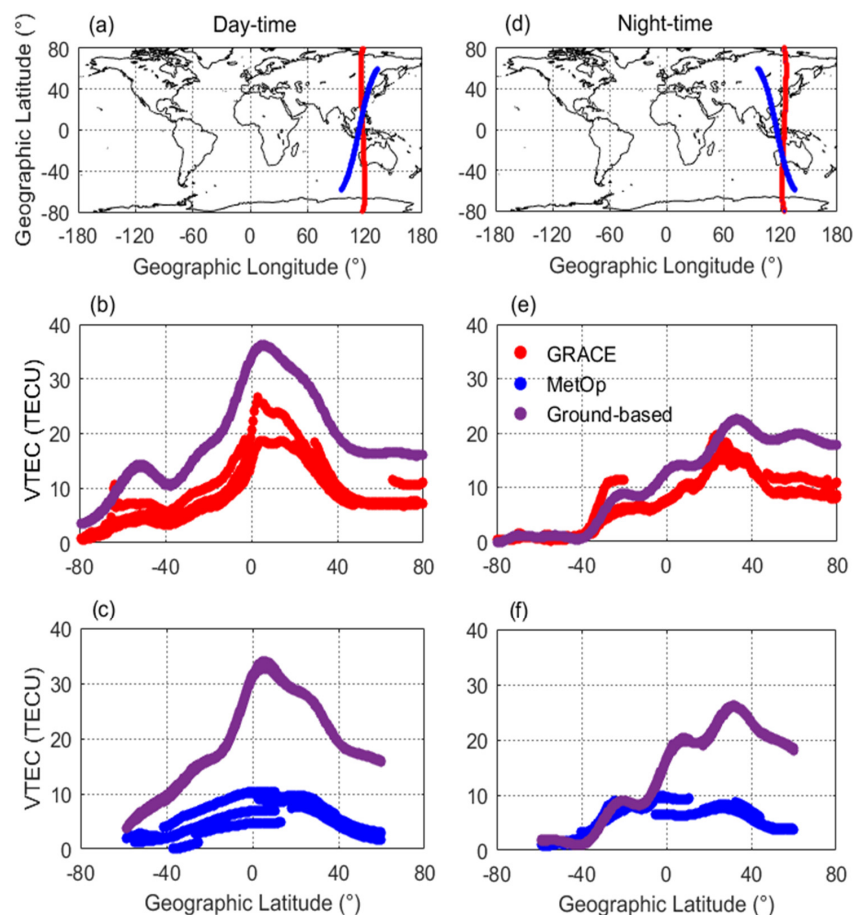 (a) Day-time (d) Night-time
Geographic Latitude (°)
80
40
0
-40
-80
-180 -120 -60 0 60 120 180
Geographic Longitude (°)
80
40
0
-40
-80
-180 -120 -60 0 60 120 180
Geographic Longitude (°)
(b)
VTEC (TECU)
40
30
20
10
0
-80 -40 0 40 80
(e)
40
30
20
10
0
GRACE
MetOp
Ground-based
-80 -40 0 40 80
(c)
VTEC (TECU)
40
30
20
10
0
-80 -40 0 40 80
Geographic Latitude (°)
(f)
40
30
20
10
0
-80 -40 0 40 80
Geographic Latitude (°)